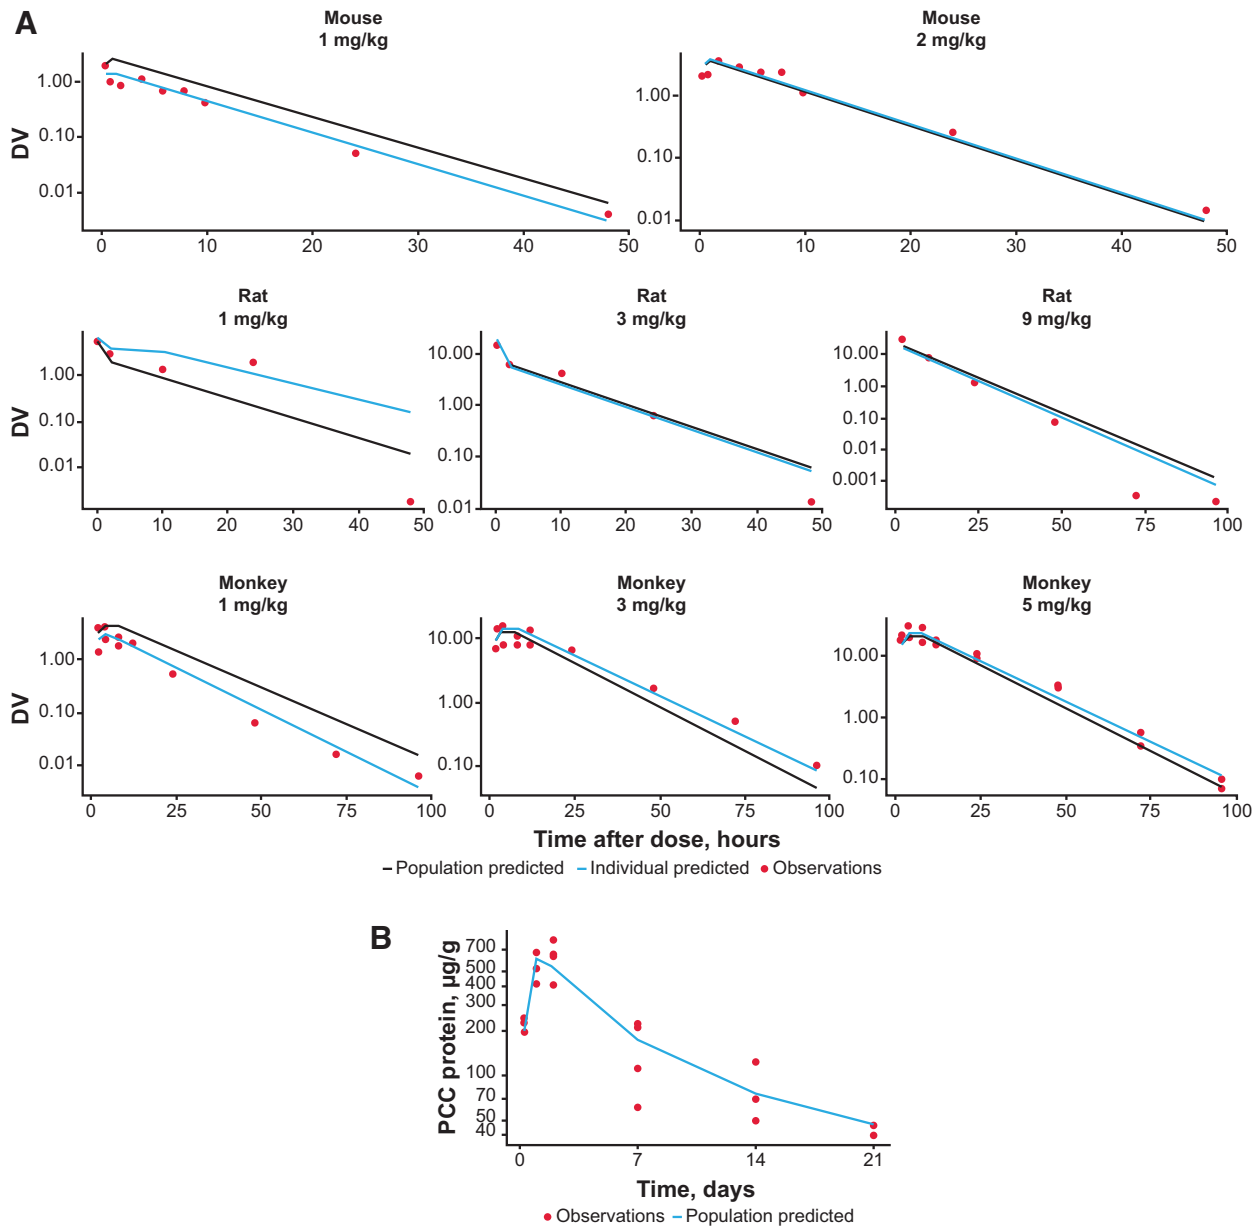 A
Mouse
1 mg/kg
Mouse
2 mg/kg
DV
1.00
0.10
0.01
0 10 20 30 40 50
1.00
0.10
0.01
0 10 20 30 40 50
Rat
1 mg/kg
Rat
3 mg/kg
Rat
9 mg/kg
DV
1.00
0.10
0.01
0 10 20 30 40 50
10.00
1.00
0.10
0.01
0 10 20 30 40 50
10.00
1.00
0.10
0.01
0.001
0 25 50 75 100
Monkey
1 mg/kg
Monkey
3 mg/kg
Monkey
5 mg/kg
DV
1.00
0.10
0.01
0 25 50 75 100
10.00
1.00
0.10
0 25 50 75 100
10.00
1.00
0.10
0 25 50 75 100
Time after dose, hours
Population predicted Individual predicted Observations
B
PCC protein, µg/g
700
500
400
300
200
100
70
50
40
0 7 14 21
Time, days
Observations Population predicted